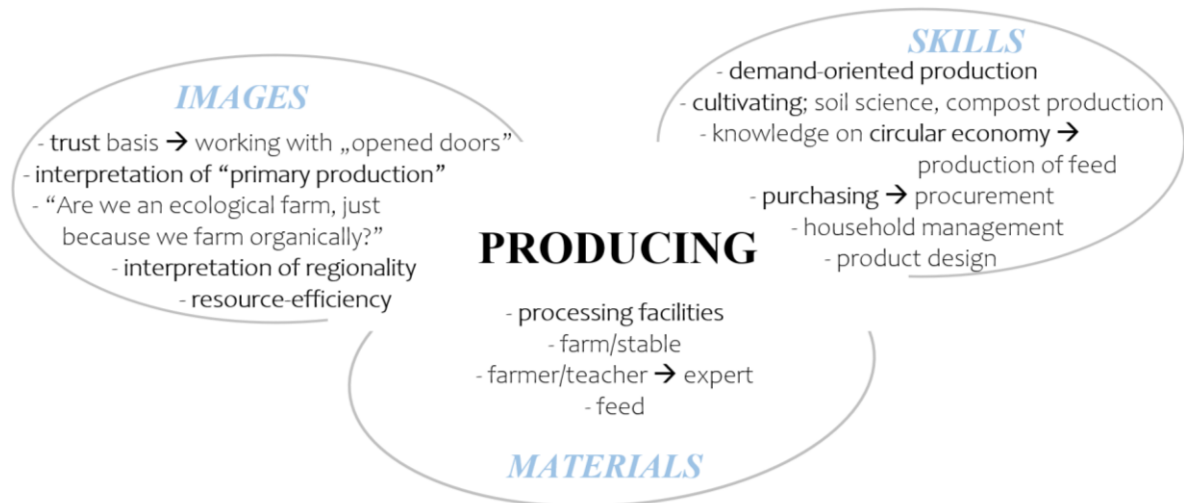 IMAGES
- trust basis → working with „opened doors”
- interpretation of “primary production”
- “Are we an ecological farm, just
because we farm organically?”
- interpretation of regionality
- resource-efficiency
SKILLS
- demand-oriented production
- cultivating; soil science, compost production
- knowledge on circular economy →
production of feed
- purchasing → procurement
- household management
- product design
PRODUCING
- processing facilities
- farm/stable
- farmer/teacher → expert
- feed
MATERIALS